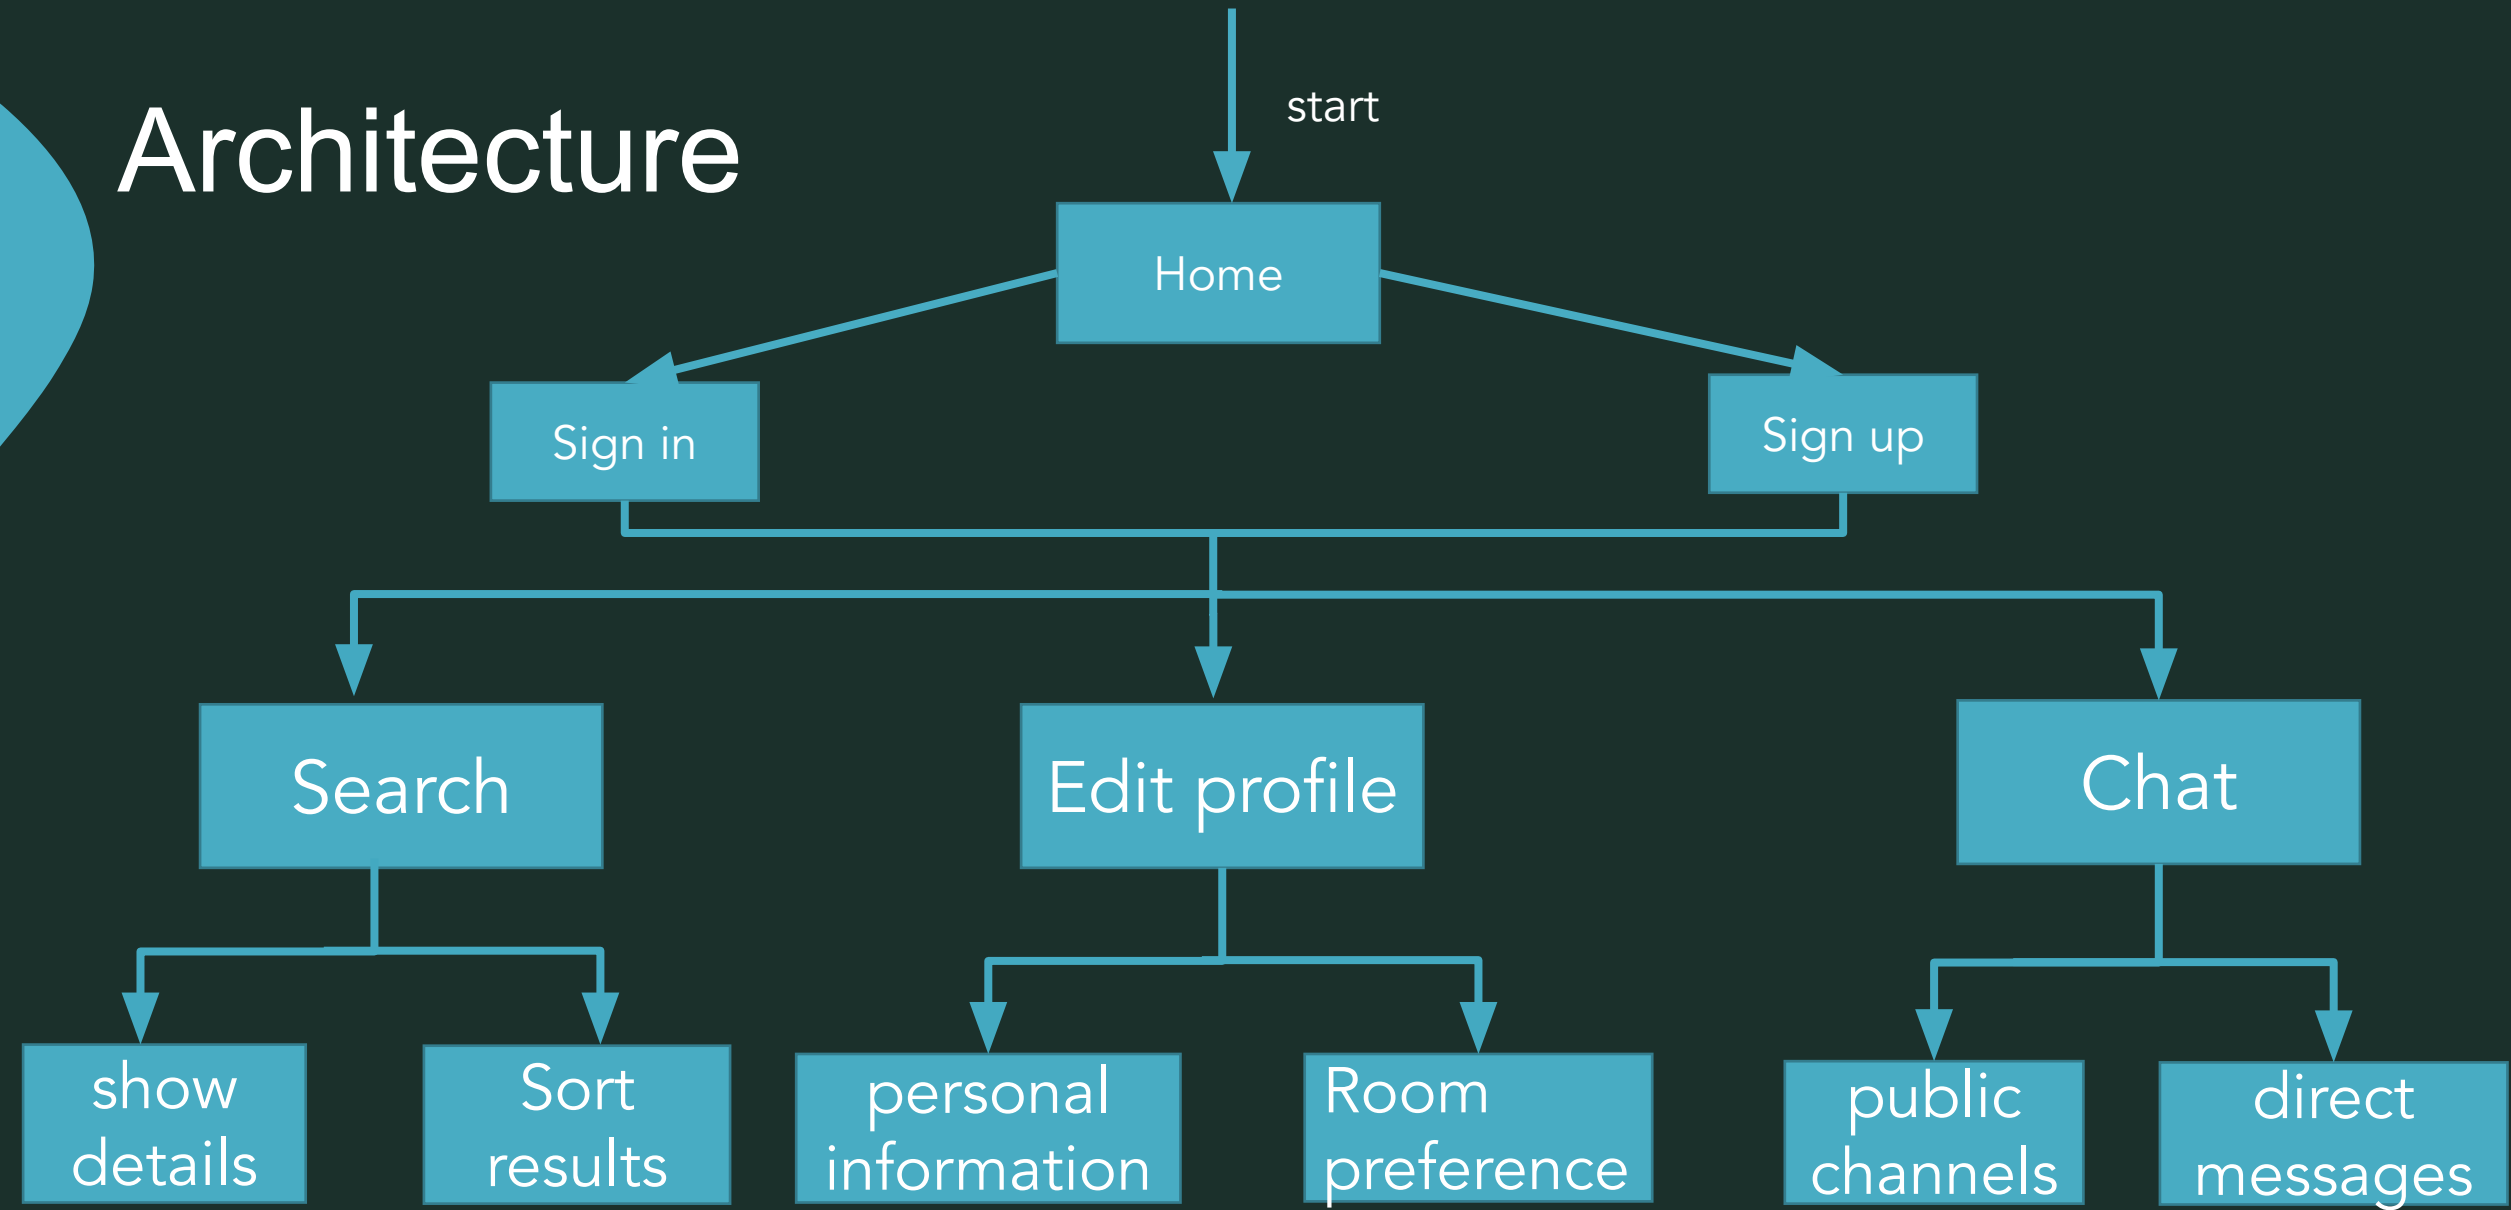 start
Architecture
Home
Sign in
Sign up
Search
Edit profile
Chat
show
details
Sort
results
personal
information
Room
preference
public
channels
direct
messages